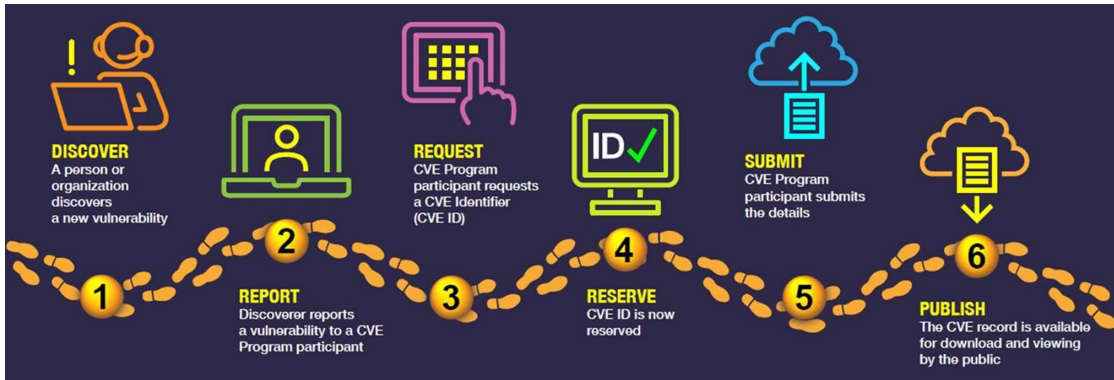 !
DISCOVER
A person or
organization
discovers
a new vulnerability
1
2
REPORT
Discoverer reports
a vulnerability to a CVE
Program participant
REQUEST
CVE Program
participant requests
a CVE Identifier
(CVE ID)
3
ID
4
RESERVE
CVE ID is now
reserved
SUBMIT
CVE Program
participant submits
the details
5
6
PUBLISH
The CVE record is available
for download and viewing
by the public